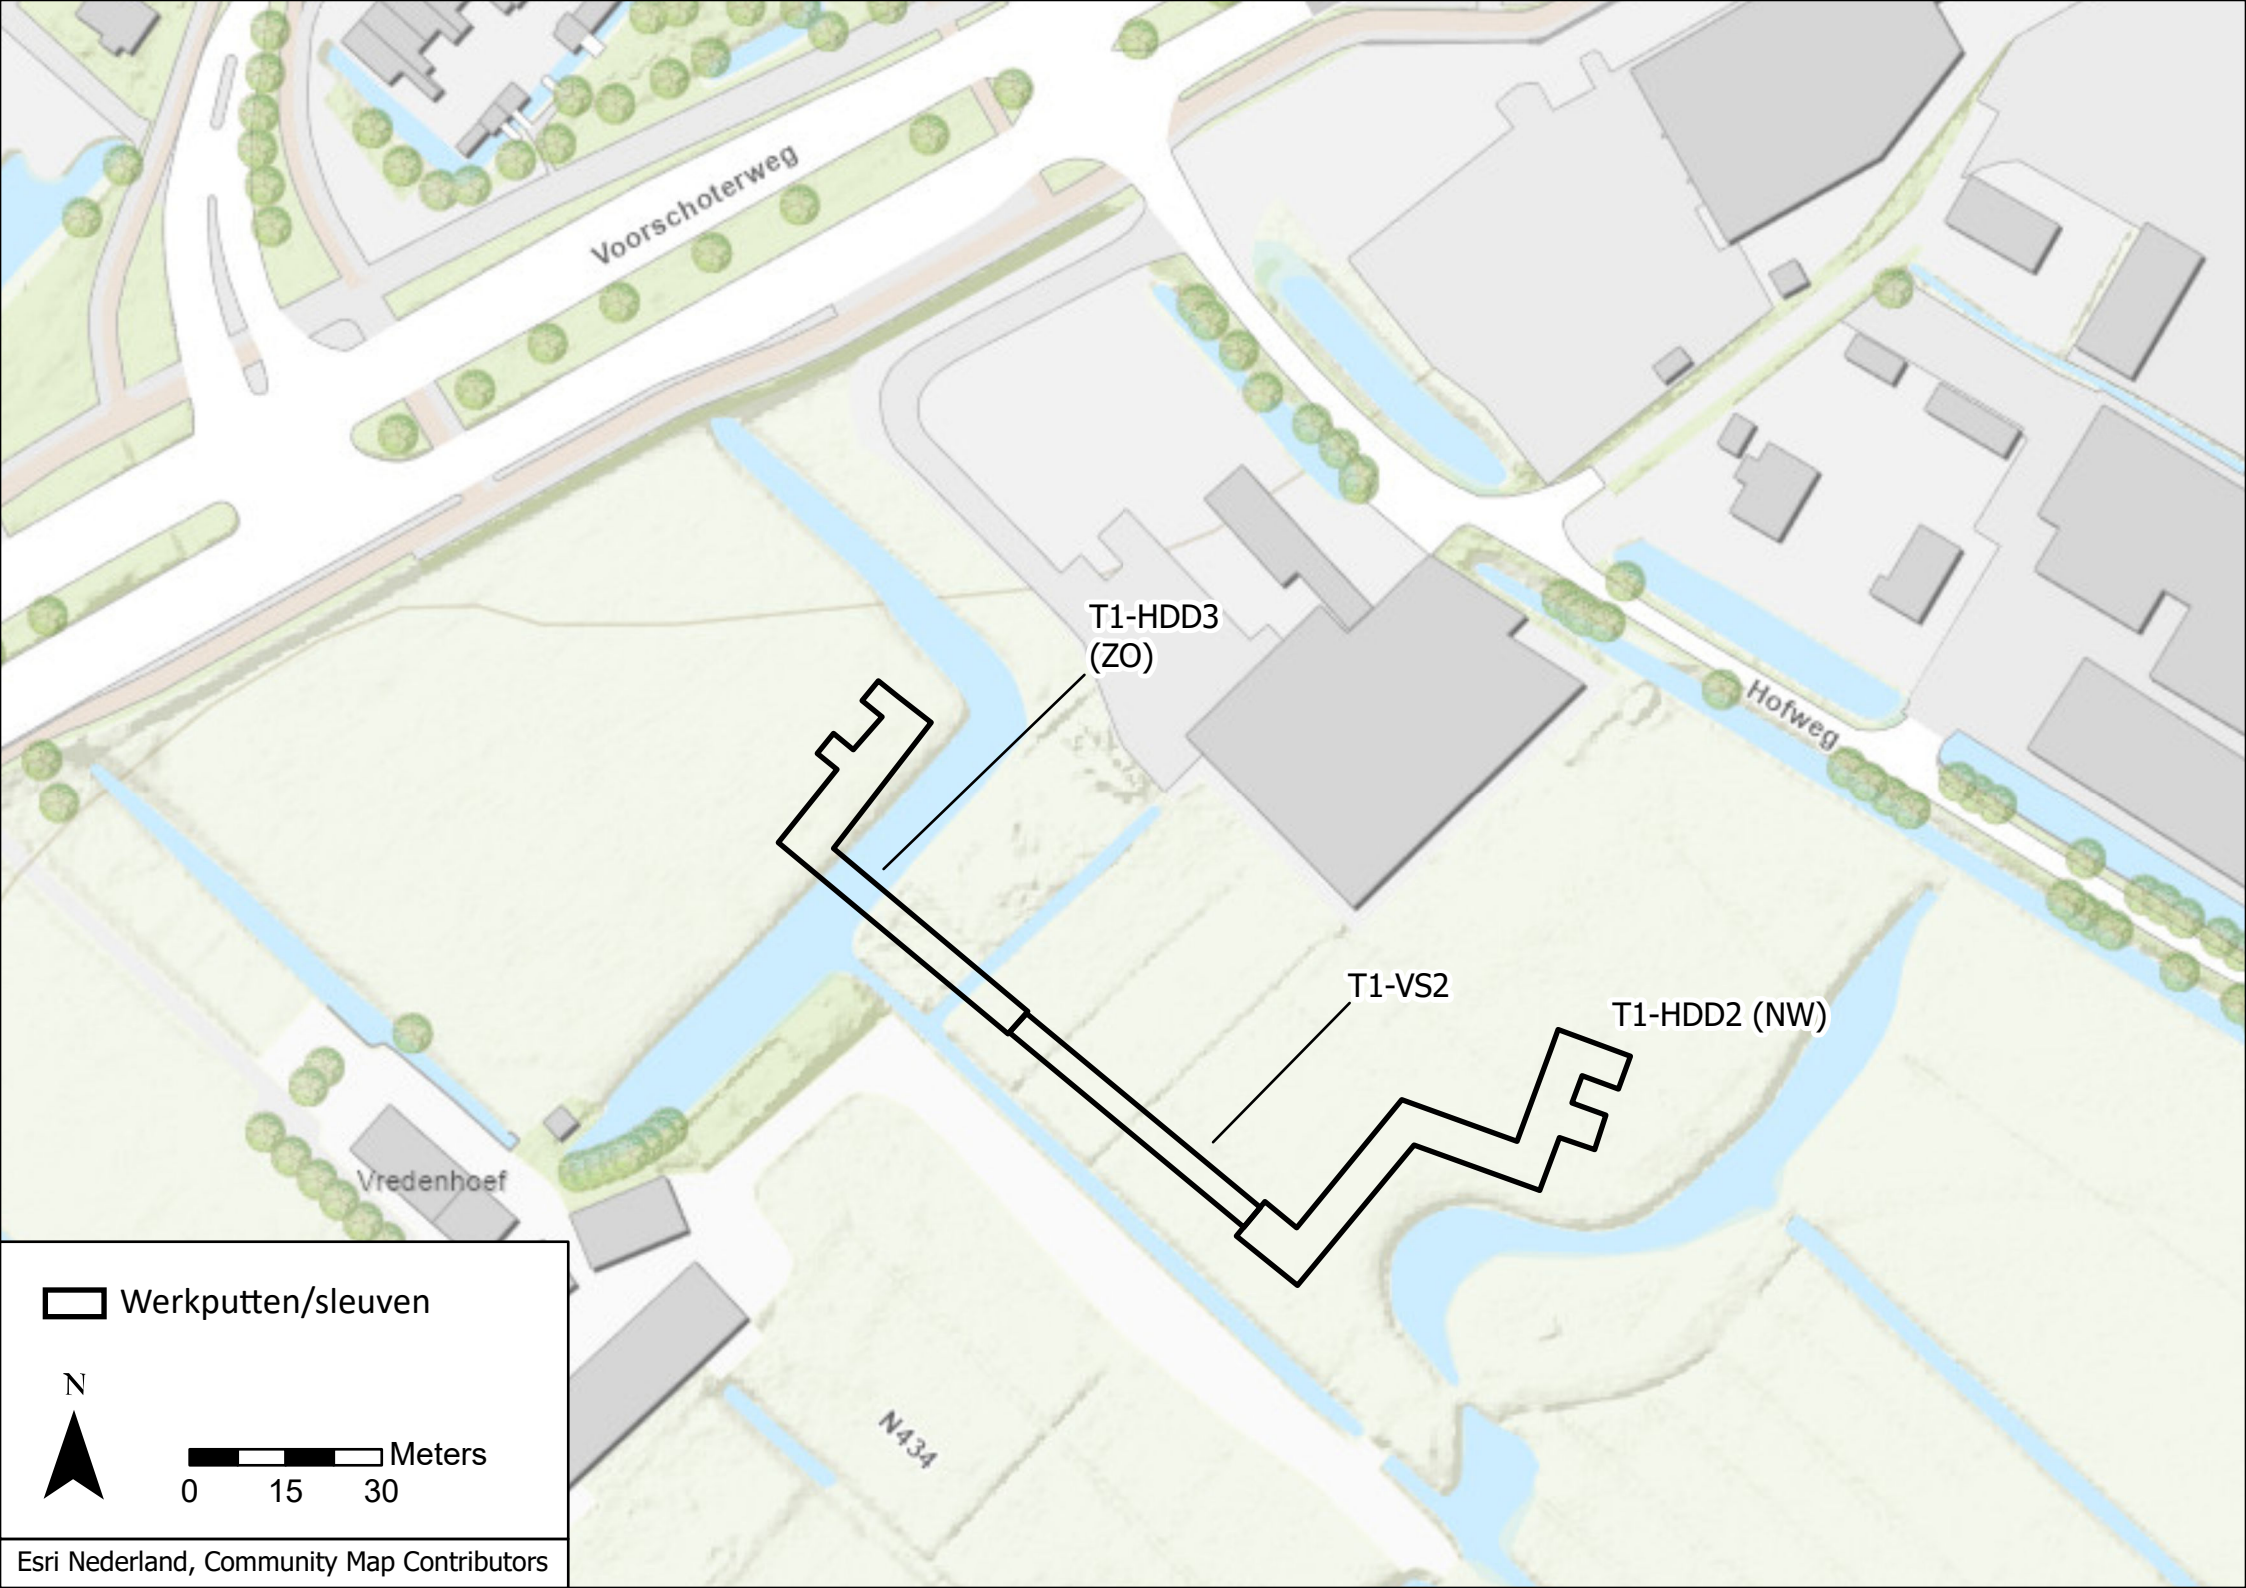 Voorschoterweg
T1-HDD3
(ZO)
Hofweg
T1-VS2
T1-HDD2 (NW)
Vredenhoef
N434
Werkputten/sleuven
N
Meters
0 15 30
Esri Nederland, Community Map Contributors